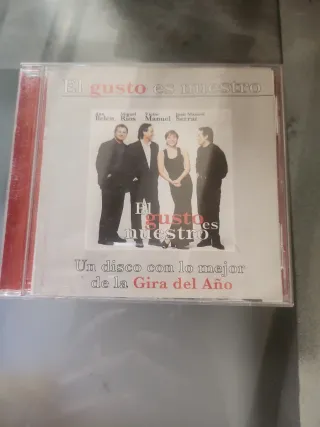 El gusto es nuestro
Ana Belén Miguel Ríos Víctor Manuel Joan Manuel Serrat
El
gusto es
nuestro
Un disco con lo mejor
de la Gira del Año